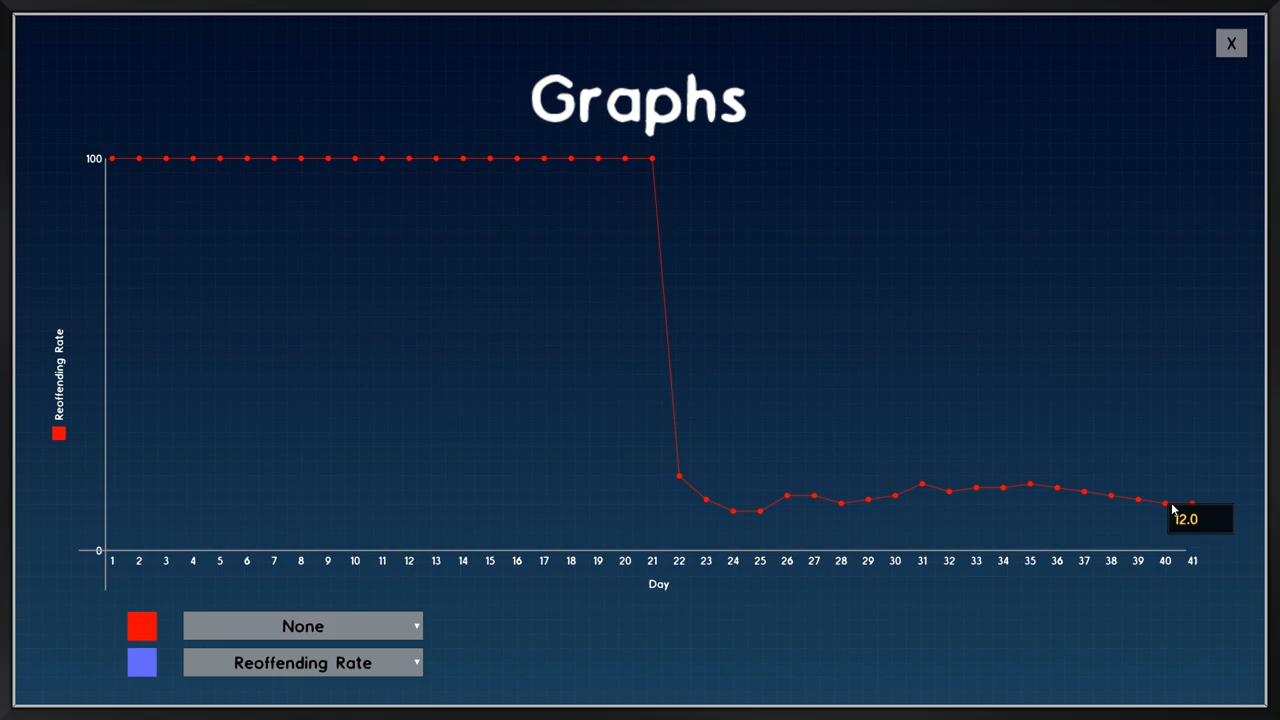 X
Graphs
100
Reoffending Rate
0
1 2 3 4 5 6 7 8 9 10 11 12 13 14 15 16 17 18 19 20 21 22 23 24 25 26 27 28 29 30 31 32 33 34 35 36 37 38 39 40 41
12.0
Day
None
Reoffending Rate